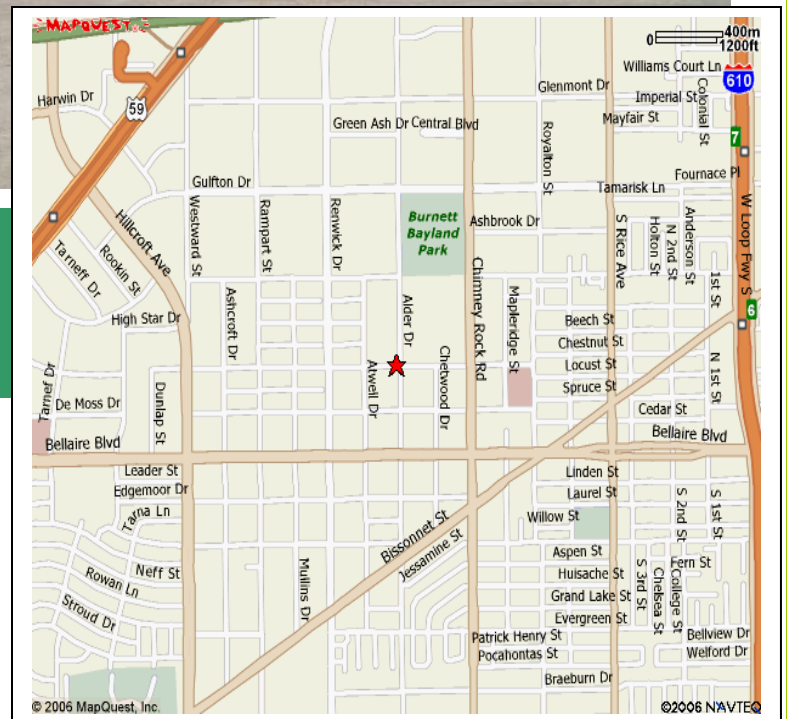 MAPQUEST
0 400m
1200ft
Williams Court Ln
610
Glenmont Dr
Imperial St
Colonial St
Harwin Dr
59
Mayfair St
Green Ash Dr
Central Blvd
Royalton St
7
Fournace Pl
Gulfton Dr
Tamarisk Ln
Westward St
Rampart St
Renwick Dr
Burnett
Bayland
Park
Ashbrook Dr
S Rice Ave
Holton St
N 2nd St
Anderson St
W Loop Fwy S
Hillcroft Ave
Rookin St
Tarneff Dr
Chimney Rock Rd
1st St
High Star Dr
Ashcroft Dr
Alder Dr
Mapleridge St
6
Beech St
Chestnut St
Locust St
Spruce St
N 1st St
Atwell Dr
Chetwood Dr
Tarnef Dr
De Moss Dr
Dunlap St
Cedar St
Bellaire Blvd
Bellaire Blvd
Leader St
Edgemoor Dr
Tarna Ln
Linden St
Laurel St
Willow St
S 2nd St
S 1st St
Bissonnet St
Jessamine St
Neff St
Rowan Ln
Stroud Dr
Mullins Dr
Aspen St
Huisache St
Grand Lake St
Evergreen St
S 3rd St
Chelsea St
College St
Fern St
Patrick Henry St
Pocahontas St
Bellview Dr
Welford Dr
Braeburn Dr
© 2006 MapQuest, Inc.
©2006 NAVTEQ